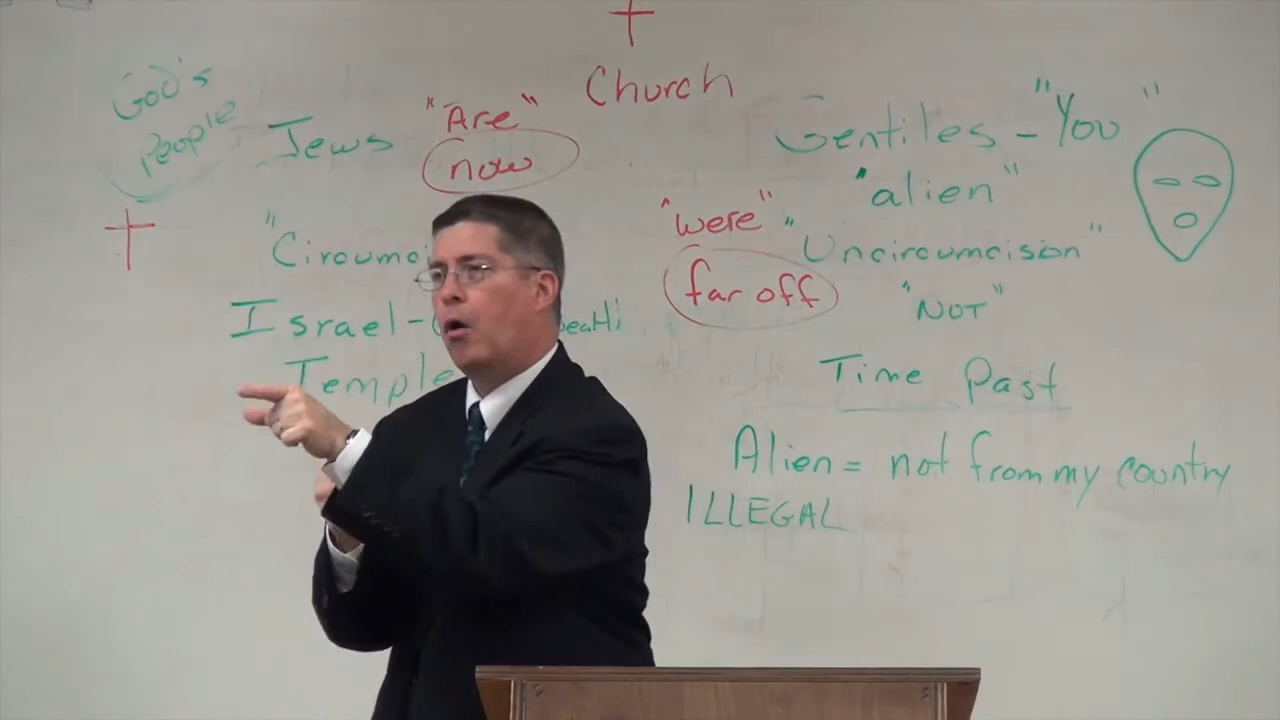 Church
God's
People
Jews
"Are"
now
Gentiles - "You"
"alien"
"were"
far off
"Circumci
"Uncircumcision"
"NOT"
Israel-
Temple
Time Past
Alien = not from my country
ILLEGAL